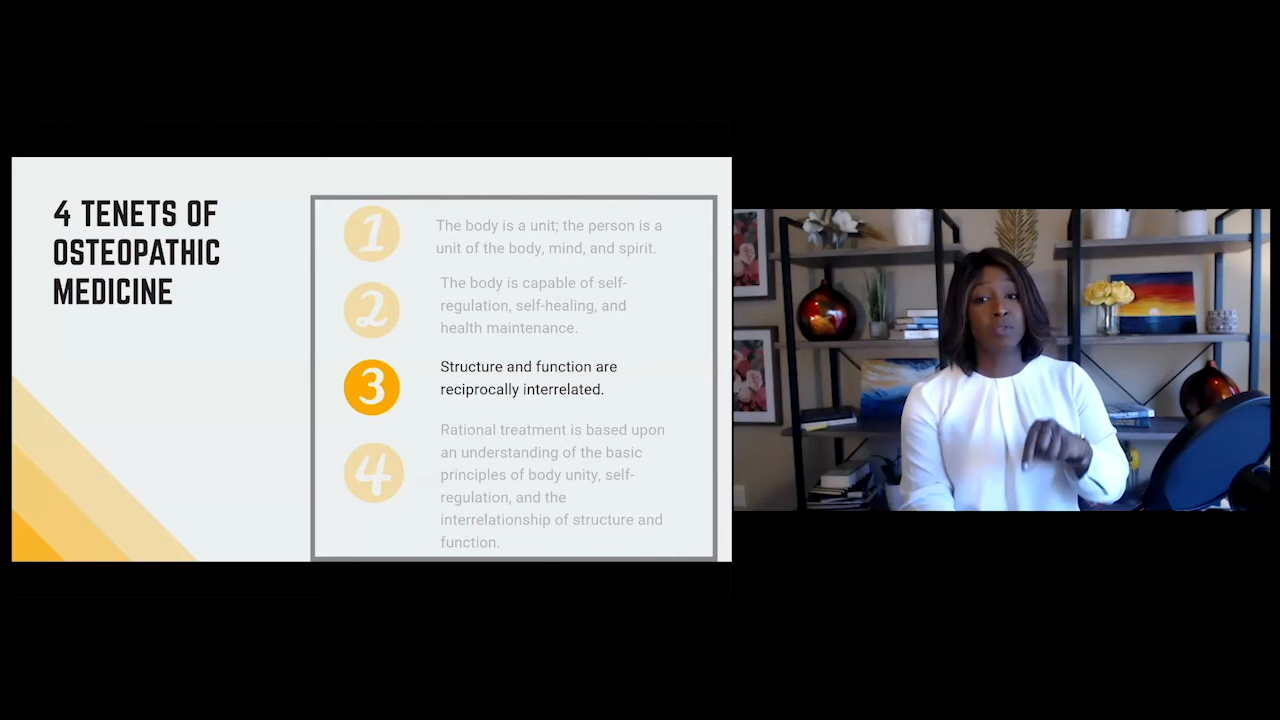 4 TENETS OF
OSTEOPATHIC
MEDICINE
1
The body is a unit; the person is a
unit of the body, mind, and spirit.
2
The body is capable of self-
regulation, self-healing, and
health maintenance.
3
Structure and function are
reciprocally interrelated.
4
Rational treatment is based upon
an understanding of the basic
principles of body unity, self-
regulation, and the
interrelationship of structure and
function.